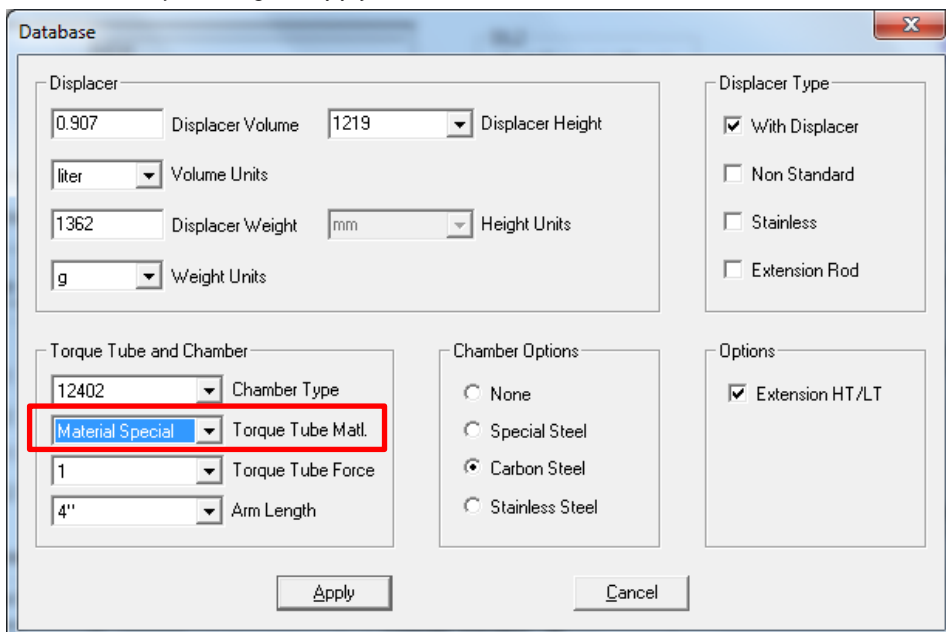 Database
Displacer
0.907 Displacer Volume 1219 Displacer Height
liter Volume Units
1362 Displacer Weight mm Height Units
g Weight Units
Displacer Type
With Displacer
Non Standard
Stainless
Extension Rod
Torque Tube and Chamber
12402 Chamber Type
Material Special Torque Tube Matl.
1 Torque Tube Force
4'' Arm Length
Chamber Options
None
Special Steel
Carbon Steel
Stainless Steel
Options
Extension HT/LT
Apply Cancel